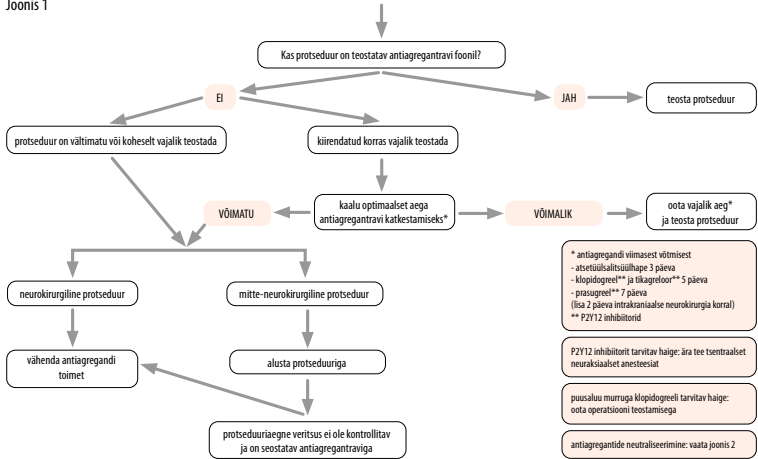 Joonis 1
Kas protseduur on teostatav antiagregantravi foonil?
EI
JAH
teosta protseduur
protseduur on vältimatu või koheselt vajalik teostada
kiirendatud korras vajalik teostada
VÕIMATU
kaalu optimaalset aega
antiagregantravi katkestamiseks*
VÕIMALIK
oota vajalik aeg*
ja teosta protseduur
neurokirurgiline protseduur
mitte-neurokirurgiline protseduur
vähenda antiagregandi
toimet
alusta protseduuriga
protseduuriaegne veritsus ei ole kontrollitav
ja on seostatav antiagregantraviga
* antiagregandi viimasest võtmisest
- atsetüülsalitsüülhape 3 päeva
- klopidogreel** ja tikagreloor** 5 päeva
- prasugreel** 7 päeva
(lisa 2 päeva intrakraniaalse neurokirurgia korral)
** P2Y12 inhibiitorid
P2Y12 inhibiitorit tarvitav haige: ära tee tsentraalset
neuraksiaalset anesteesiat
puusaluu murruga klopidogreeli tarvitav haige:
oota operatsiooni teostamisega
antiagregantide neutraliseerimine: vaata joonis 2